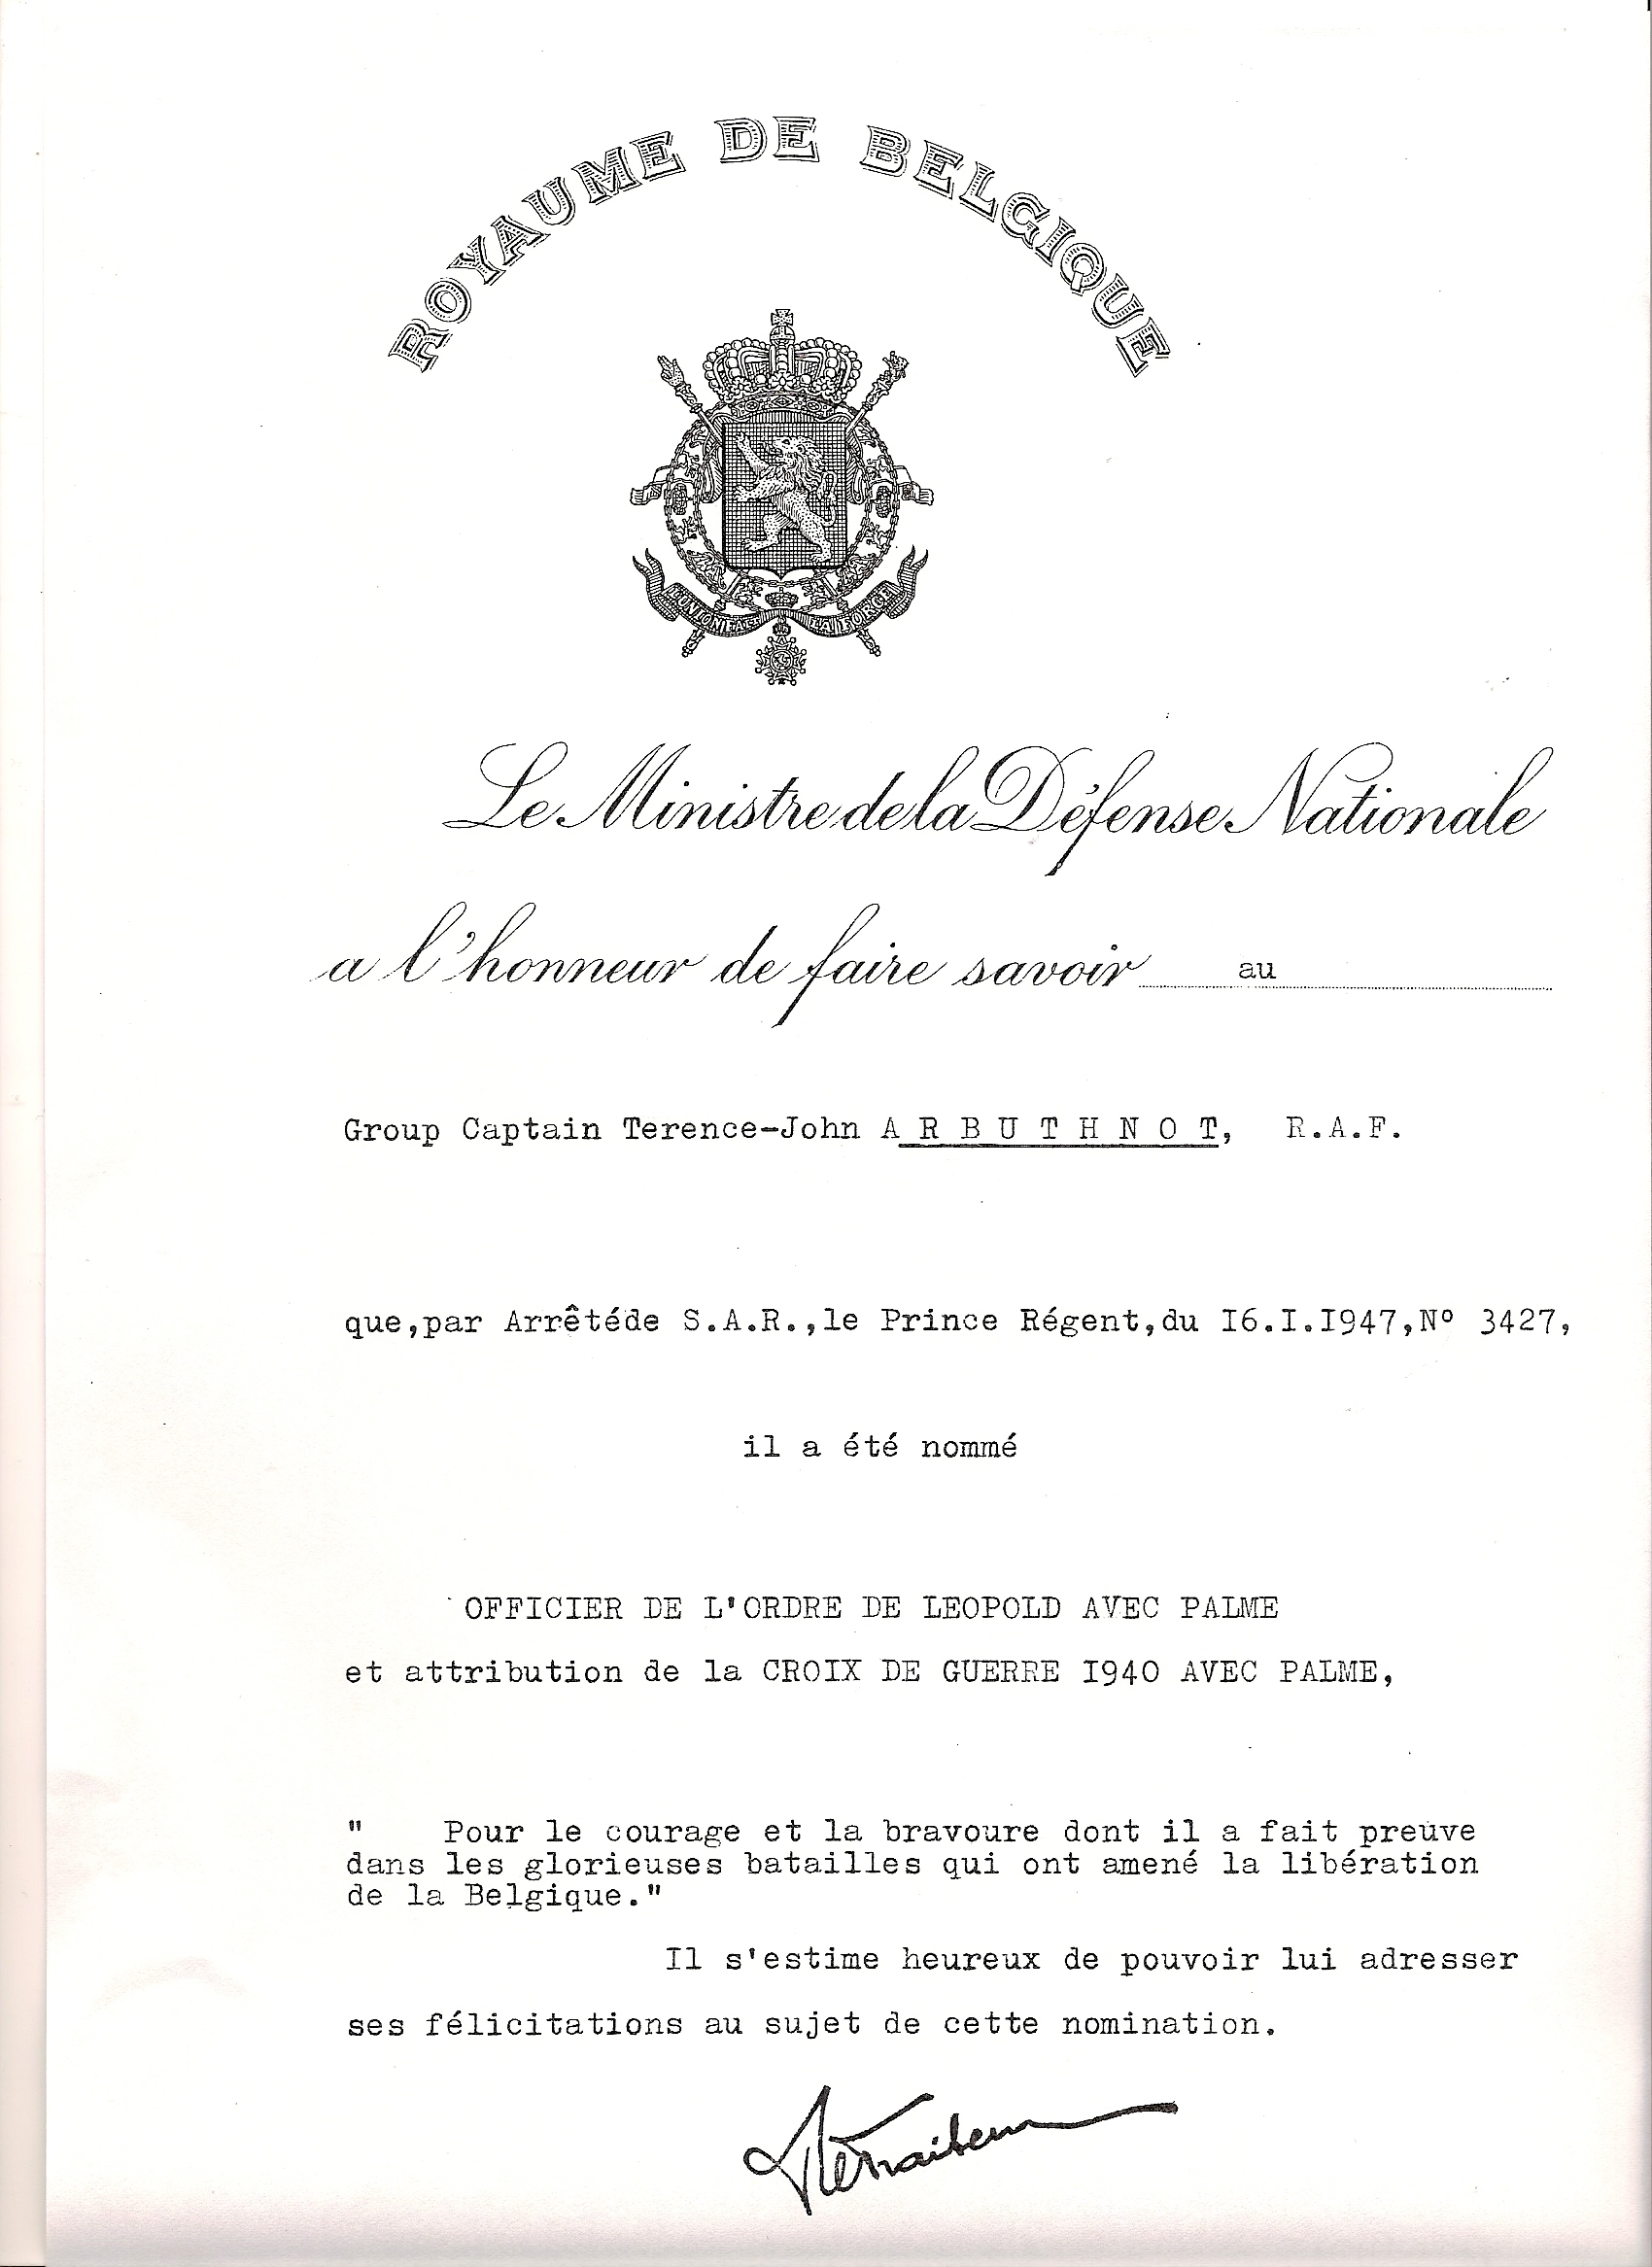 ROYAUME DE BELGIQUE
L'UNION FAIT LA FORCE
Le Ministre de la Défense Nationale
a l'honneur de faire savoir au
Group Captain Terence-John A R B U T H N O T, R.A.F.
que,par Arrêtéde S.A.R.,le Prince Régent,du I6.I.I947,Nº 3427,
il a été nommé
OFFICIER DE L'ORDRE DE LEOPOLD AVEC PALME
et attribution de la CROIX DE GUERRE I940 AVEC PALME,
" Pour le courage et la bravoure dont il a fait preuve
dans les glorieuses batailles qui ont amené la libération
de la Belgique."
Il s'estime heureux de pouvoir lui adresser
ses félicitations au sujet de cette nomination.